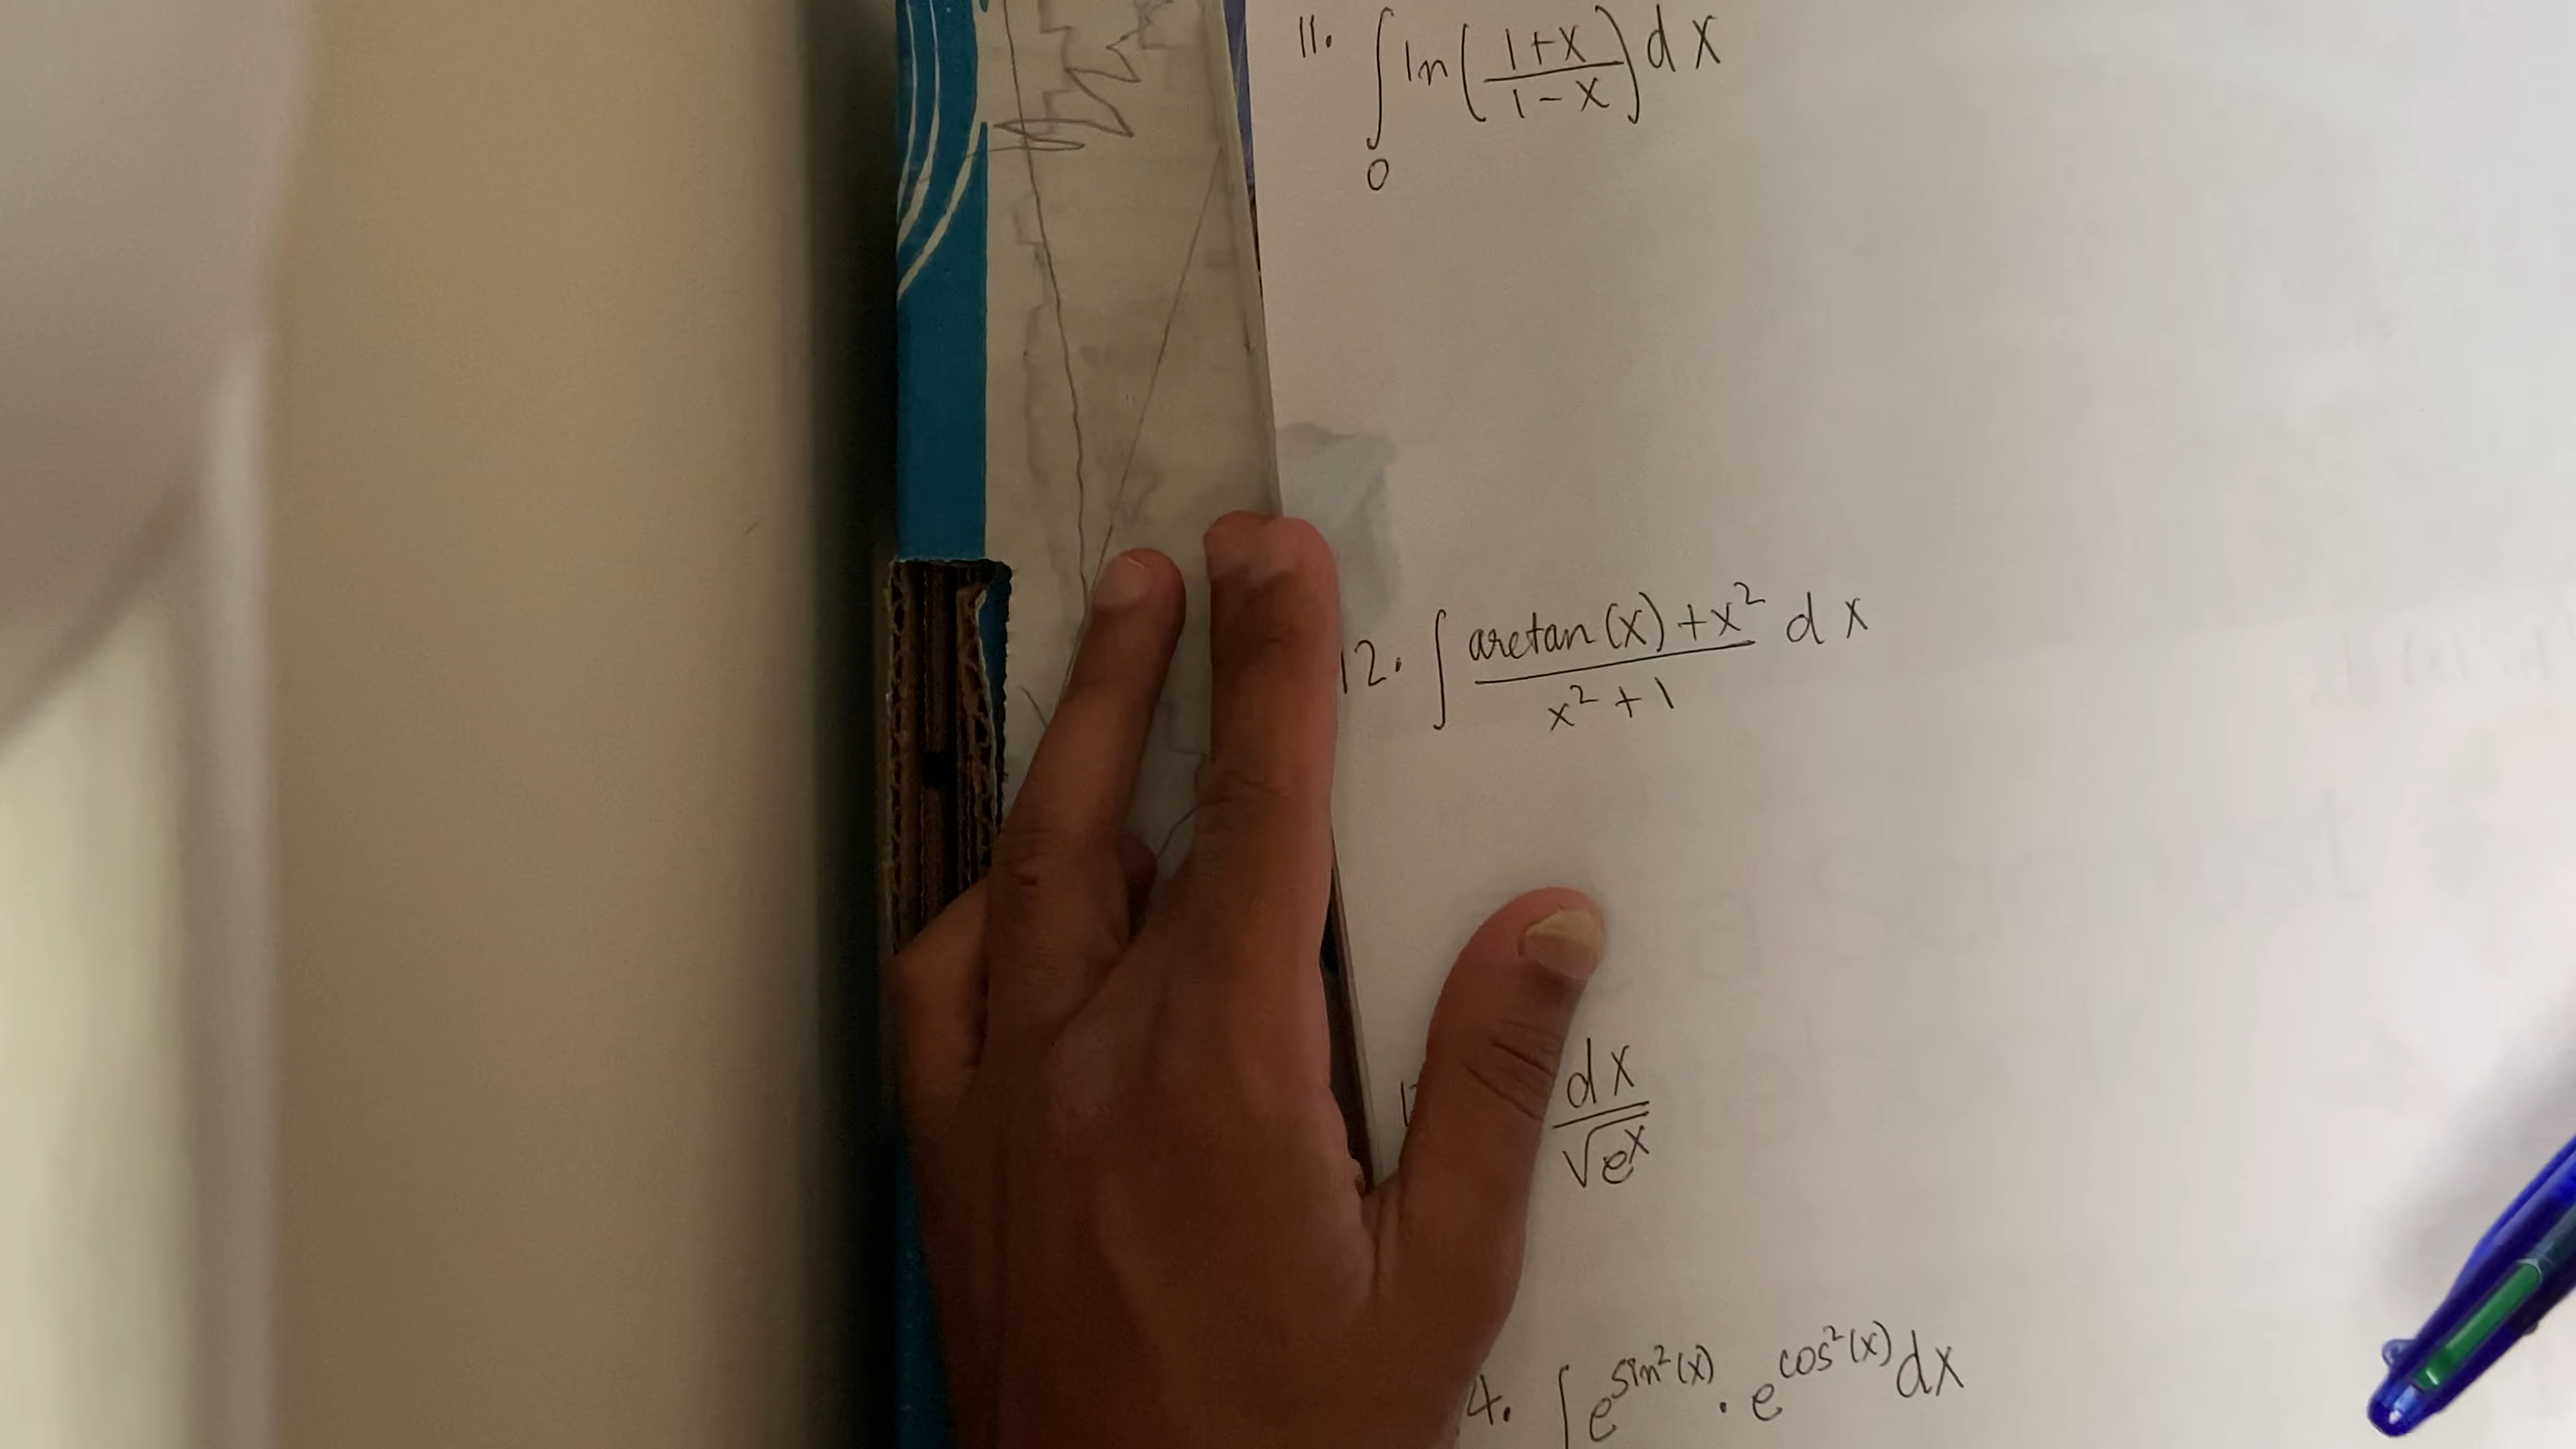 11. ∫₀ ln((1+x)/(1-x)) dx
12. ∫ (arctan(x)+x²)/(x²+1) dx
dx/√(eˣ)
4. ∫ e^(sin²(x)) · e^(cos²(x)) dx